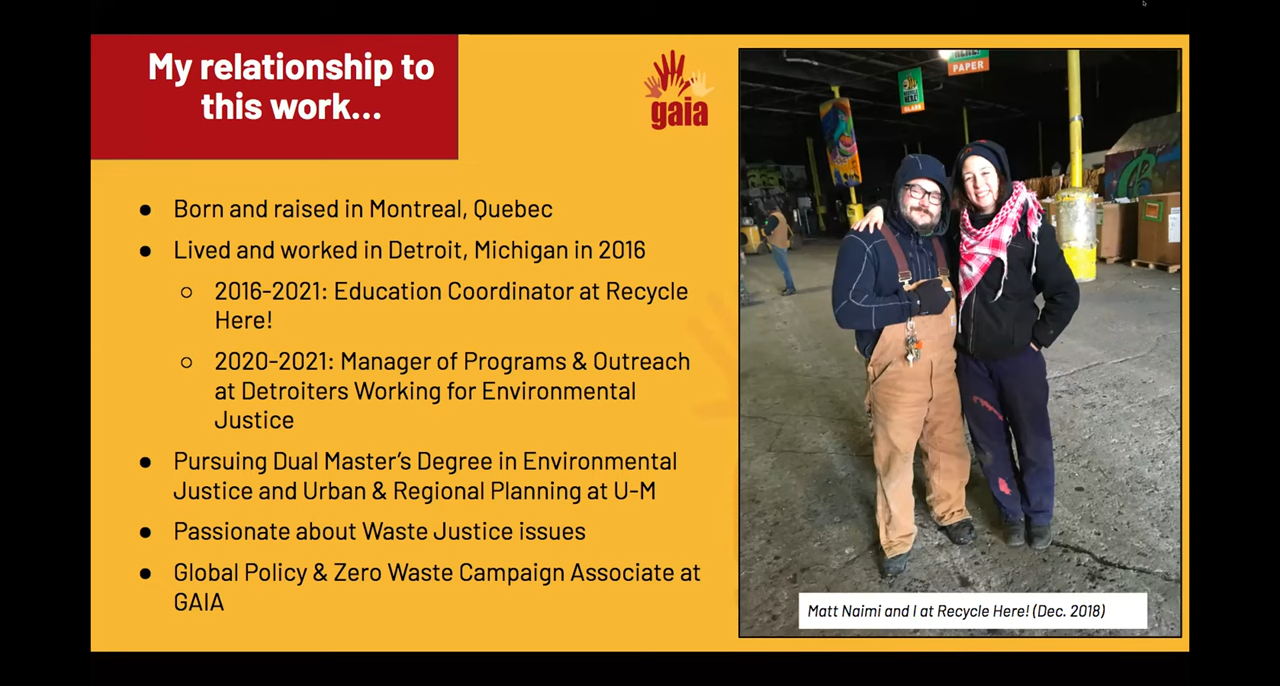 My relationship to
this work...
gaia
● Born and raised in Montreal, Quebec
● Lived and worked in Detroit, Michigan in 2016
○ 2016-2021: Education Coordinator at Recycle
Here!
○ 2020-2021: Manager of Programs & Outreach
at Detroiters Working for Environmental
Justice
● Pursuing Dual Master's Degree in Environmental
Justice and Urban & Regional Planning at U-M
● Passionate about Waste Justice issues
● Global Policy & Zero Waste Campaign Associate at
GAIA
PAPER
GLASS
Matt Naimi and I at Recycle Here! (Dec. 2018)